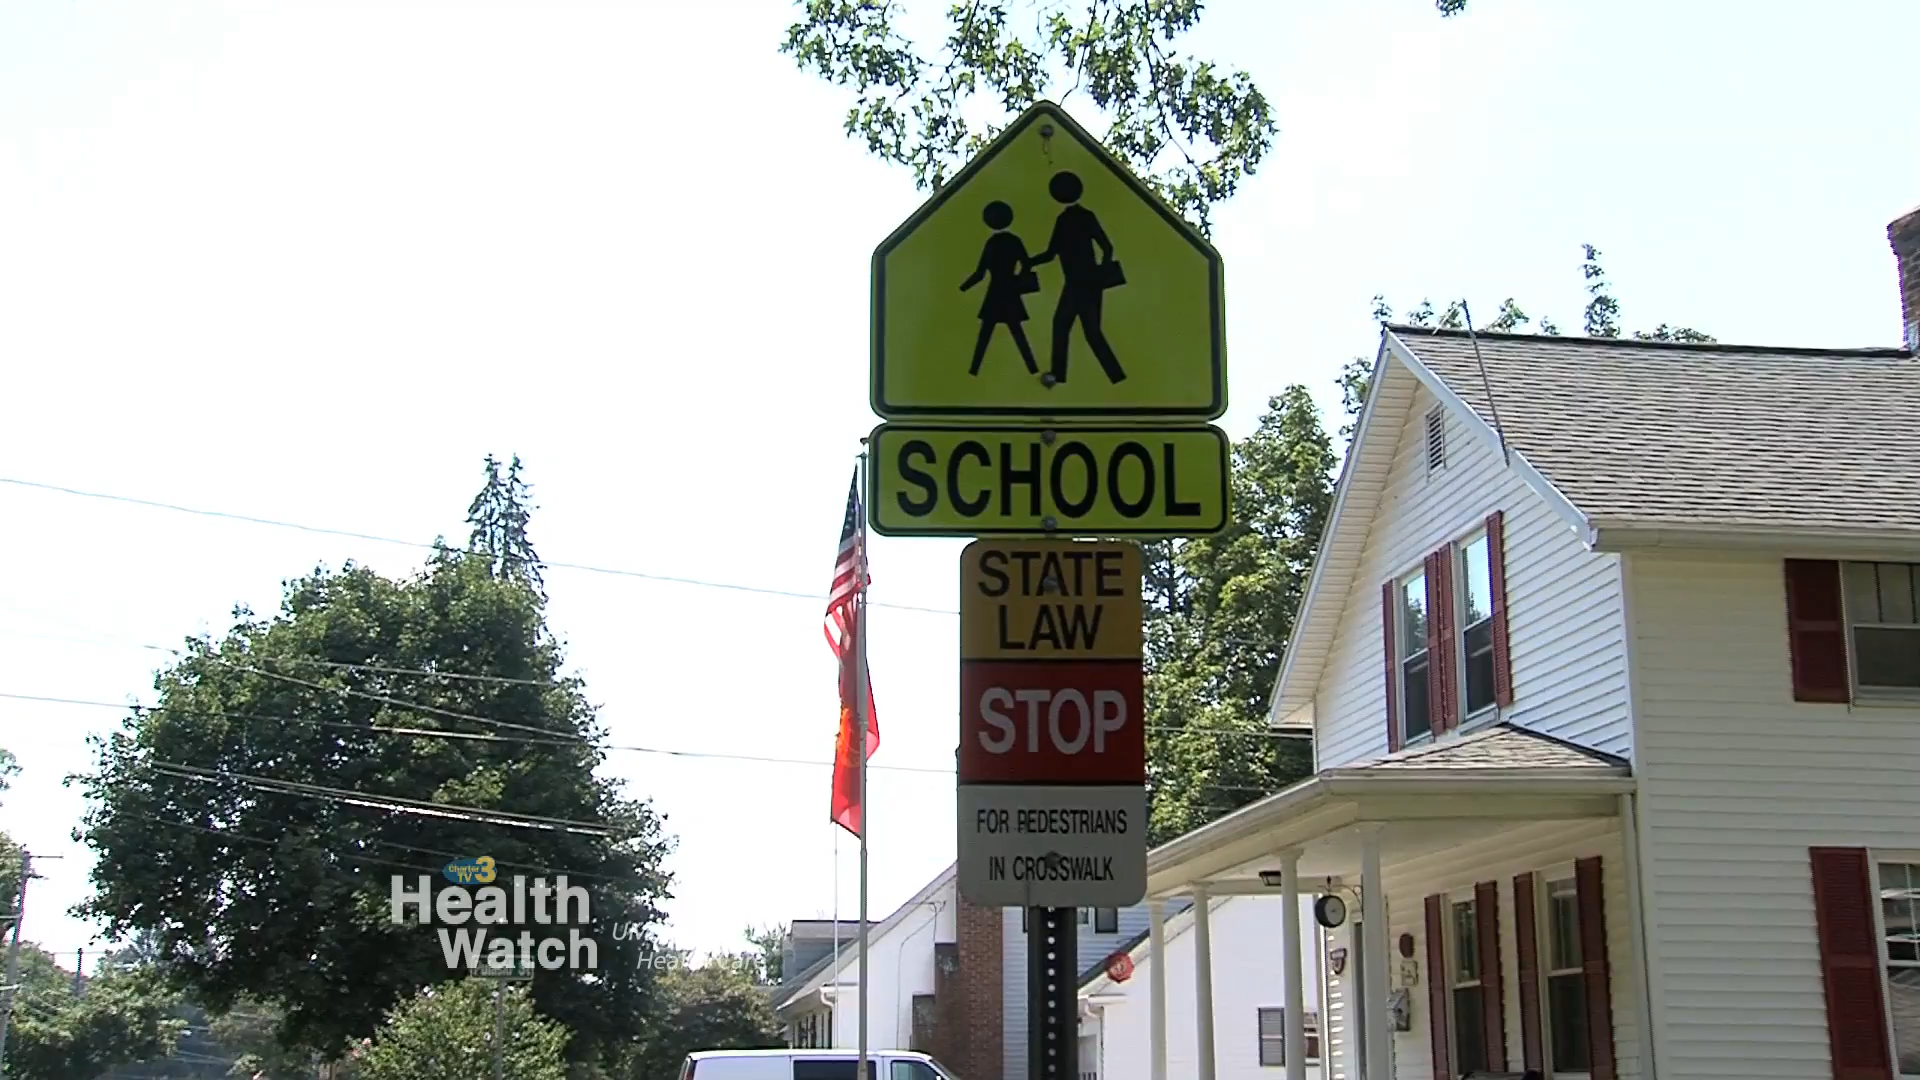 SCHOOL
STATE
LAW
STOP
FOR PEDESTRIANS
IN CROSSWALK
Charter
TV3
Health
Watch